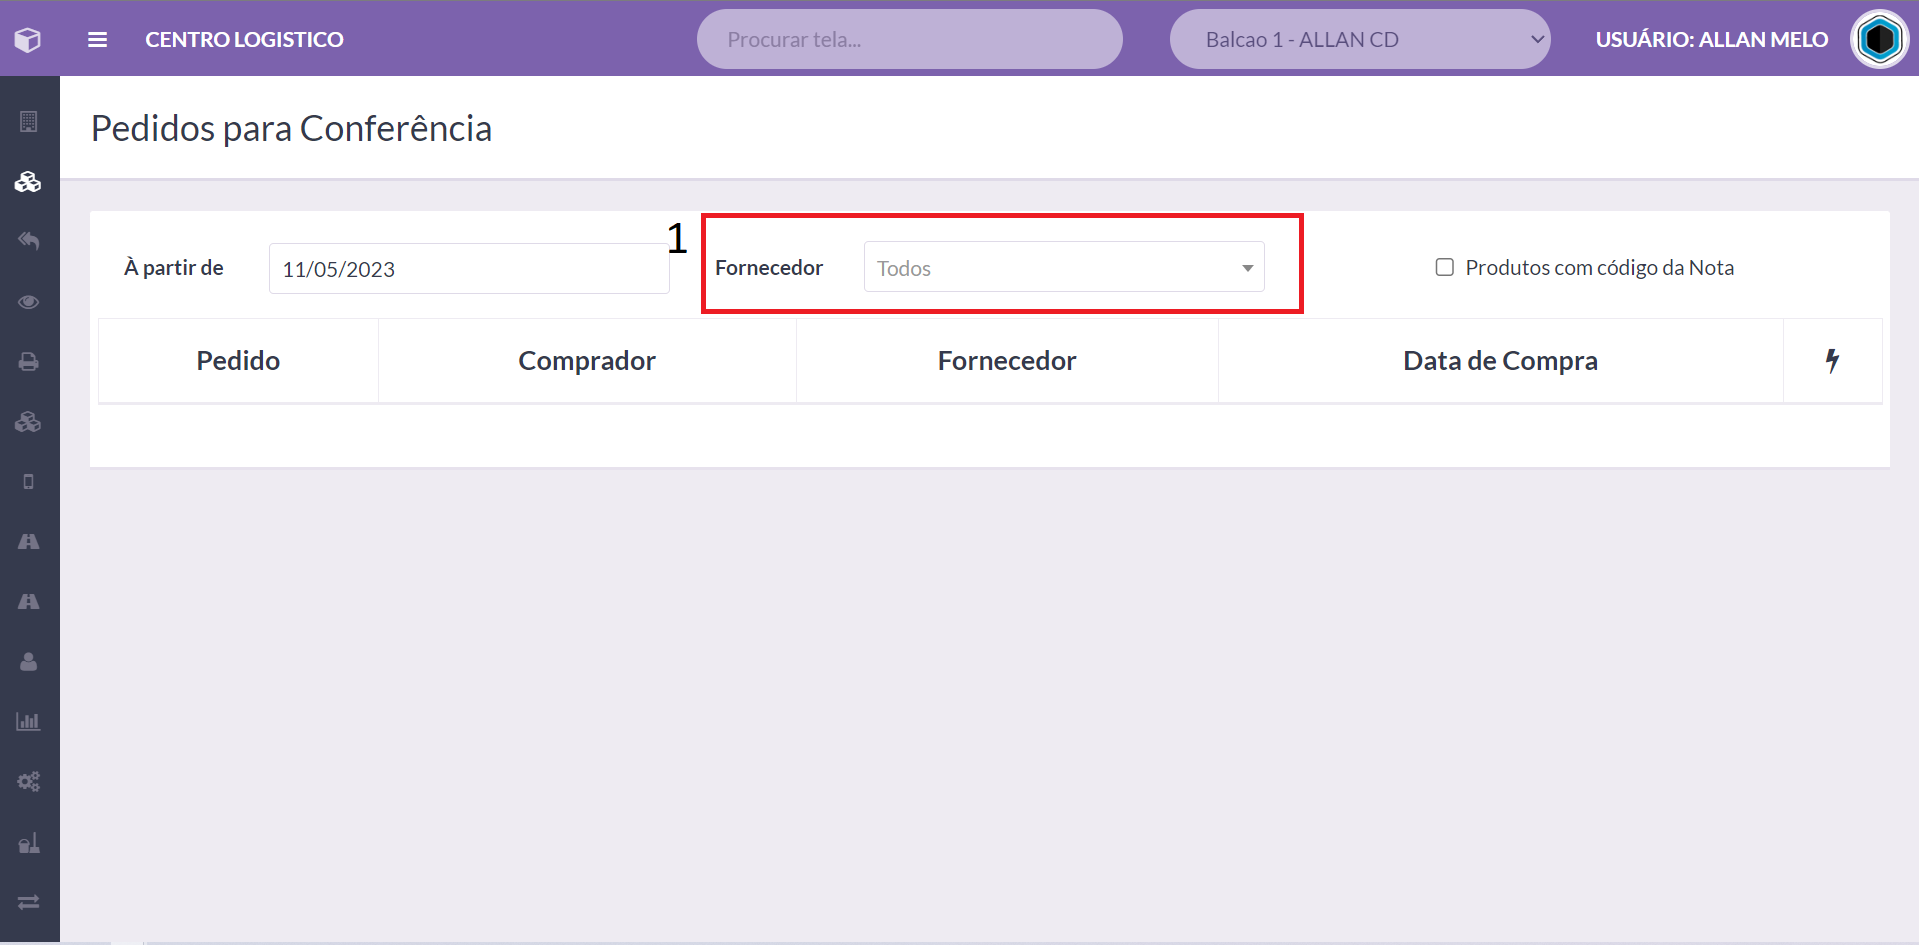 CENTRO LOGISTICO
Procurar tela...
Balcao 1 - ALLAN CD
USUÁRIO: ALLAN MELO
Pedidos para Conferência
À partir de
11/05/2023
1
Fornecedor
Todos
Produtos com código da Nota
Pedido
Comprador
Fornecedor
Data de Compra